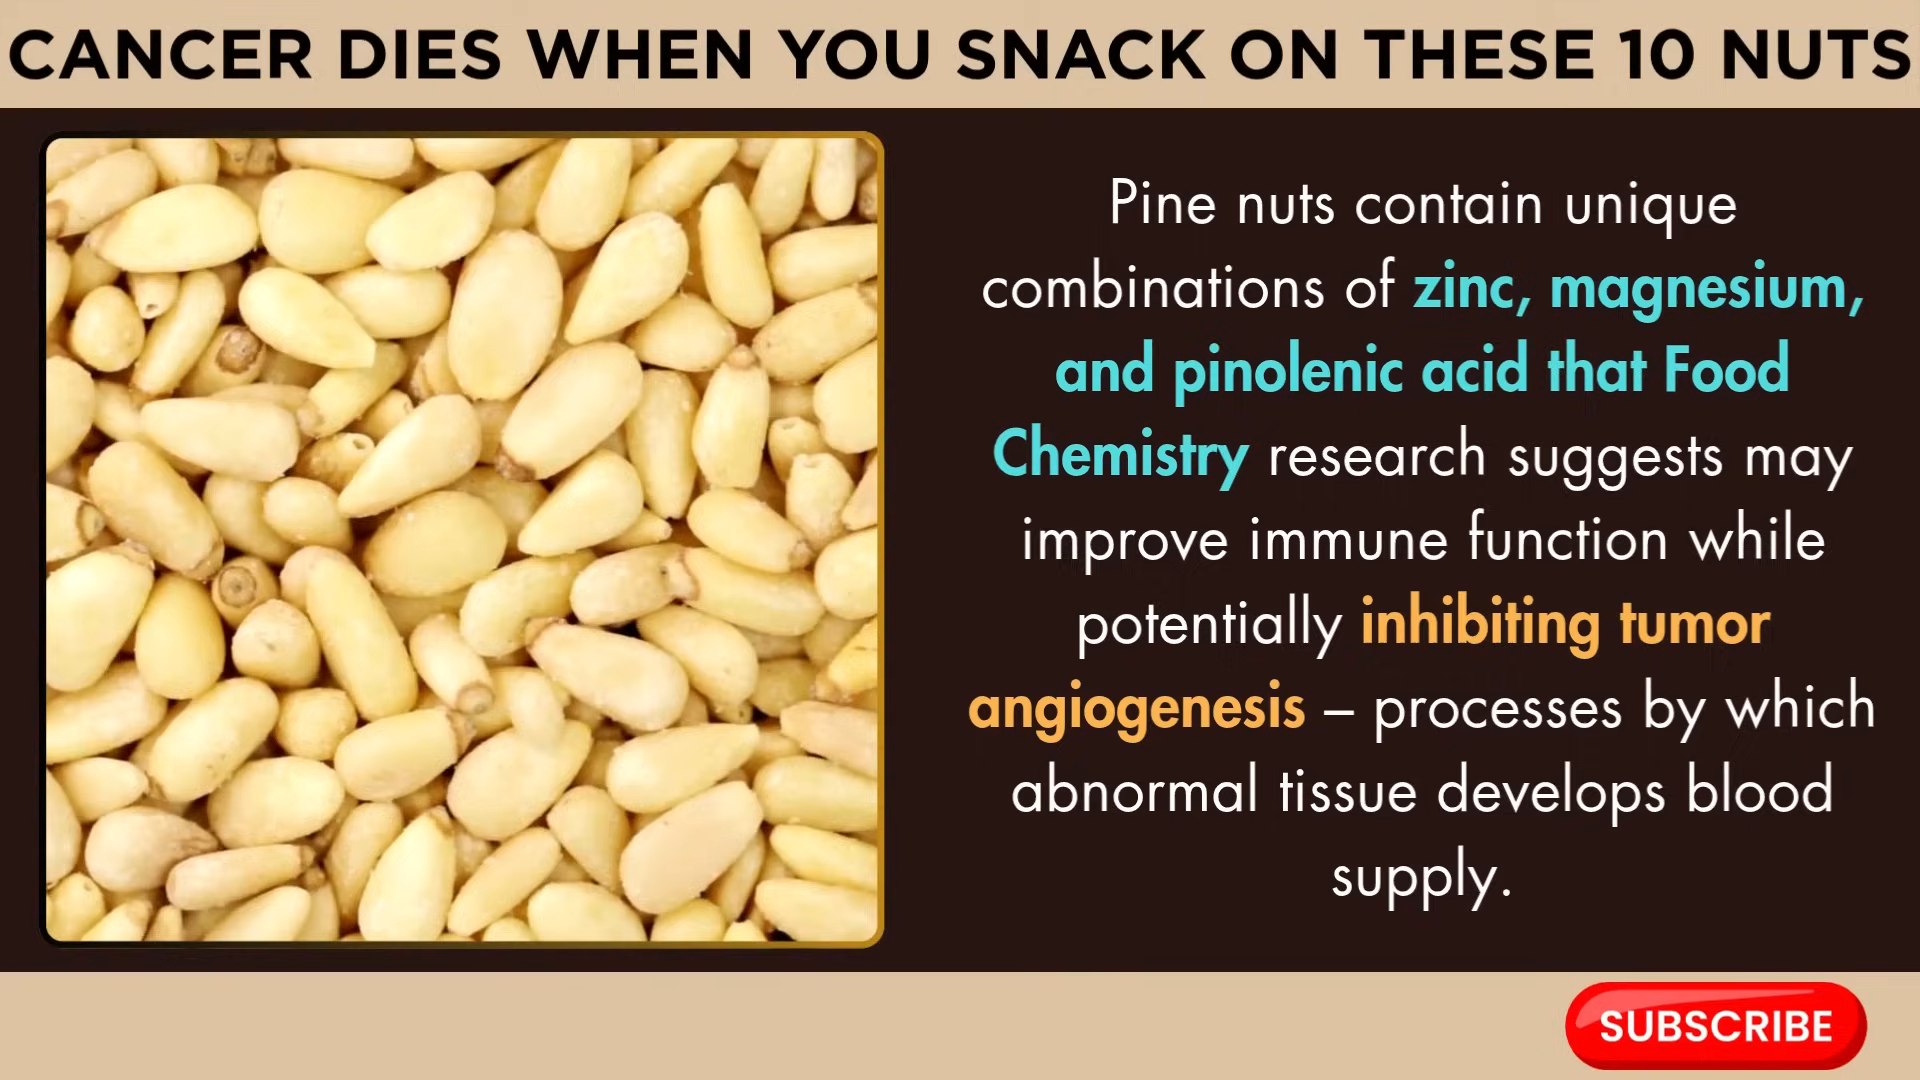 CANCER DIES WHEN YOU SNACK ON THESE 10 NUTS
Pine nuts contain unique
combinations of zinc, magnesium,
and pinolenic acid that Food
Chemistry research suggests may
improve immune function while
potentially inhibiting tumor
angiogenesis – processes by which
abnormal tissue develops blood
supply.
SUBSCRIBE